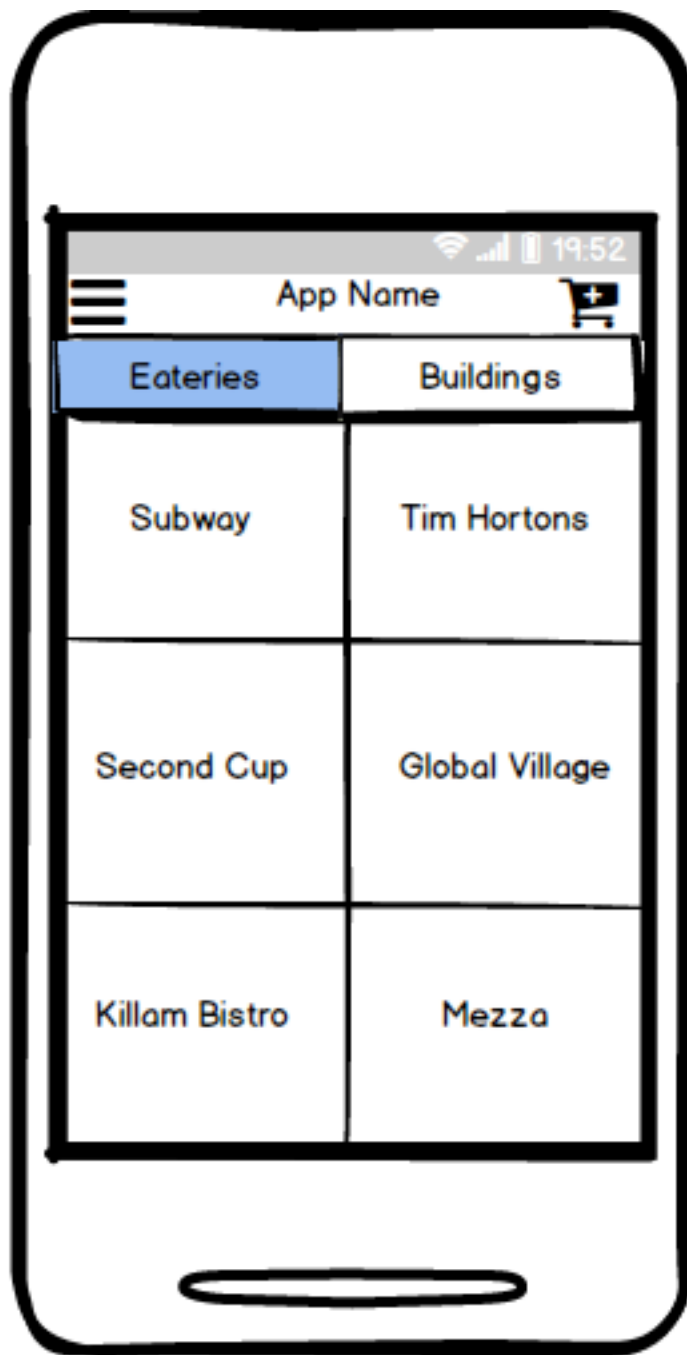 19:52
App Name
Eateries Buildings
Subway Tim Hortons
Second Cup Global Village
Killam Bistro Mezza